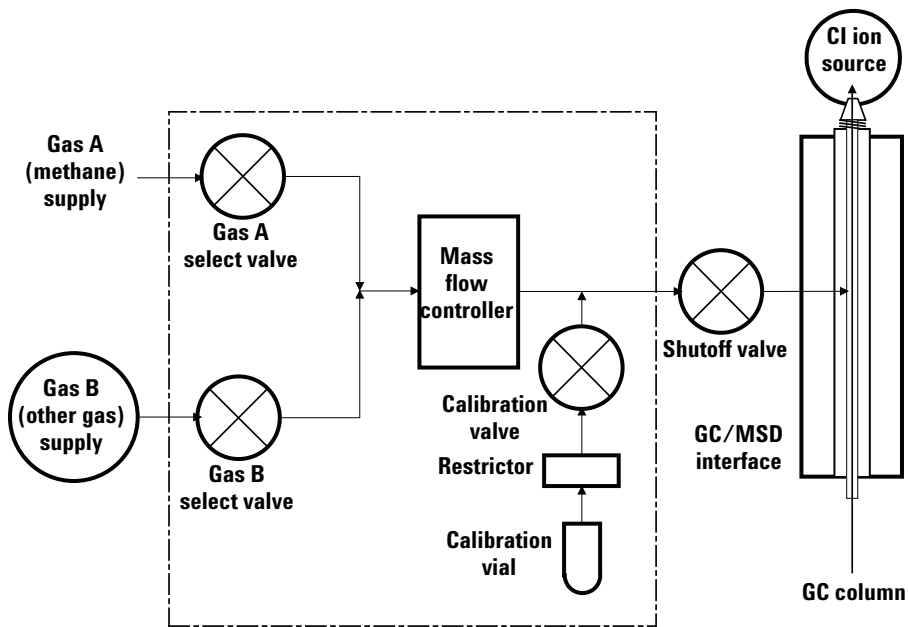 CI ion
source
Gas A
(methane)
supply
Gas A
select valve
Mass
flow
controller
Shutoff valve
Gas B
(other gas)
supply
Gas B
select valve
Calibration
valve
Restrictor
Calibration
vial
GC/MSD
interface
GC column